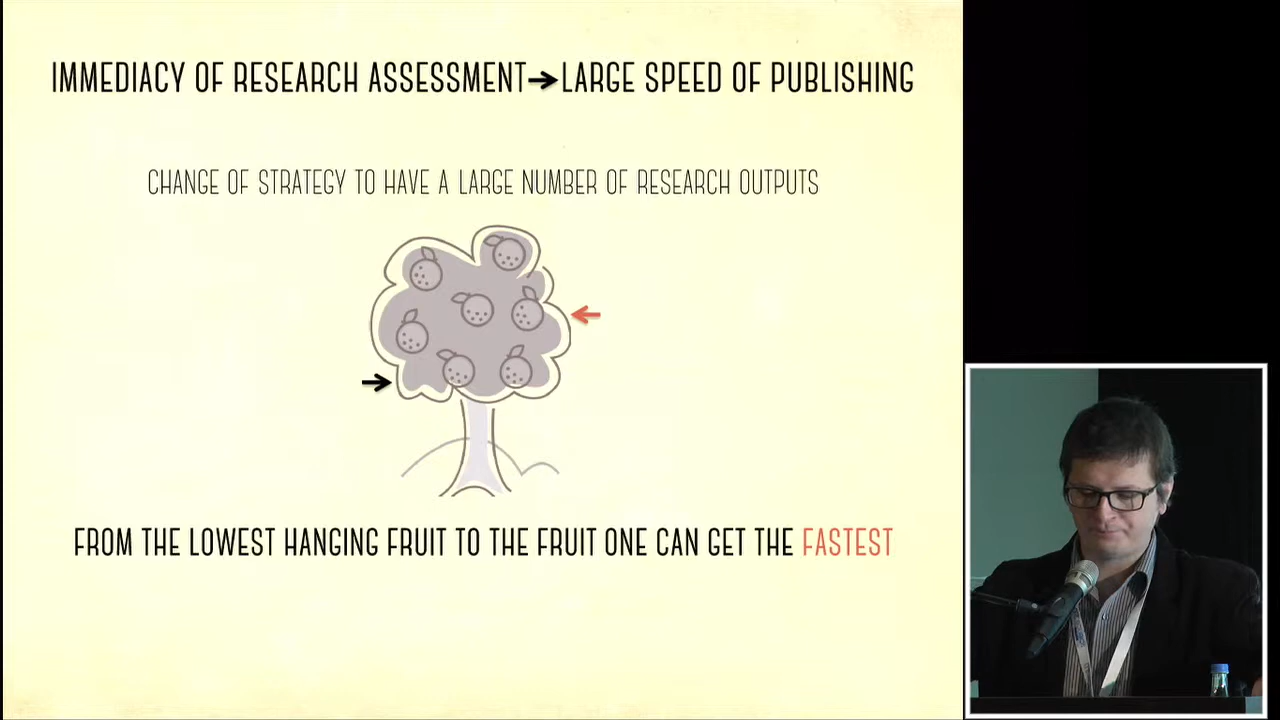 IMMEDIACY OF RESEARCH ASSESSMENT→LARGE SPEED OF PUBLISHING
CHANGE OF STRATEGY TO HAVE A LARGE NUMBER OF RESEARCH OUTPUTS
FROM THE LOWEST HANGING FRUIT TO THE FRUIT ONE CAN GET THE FASTEST